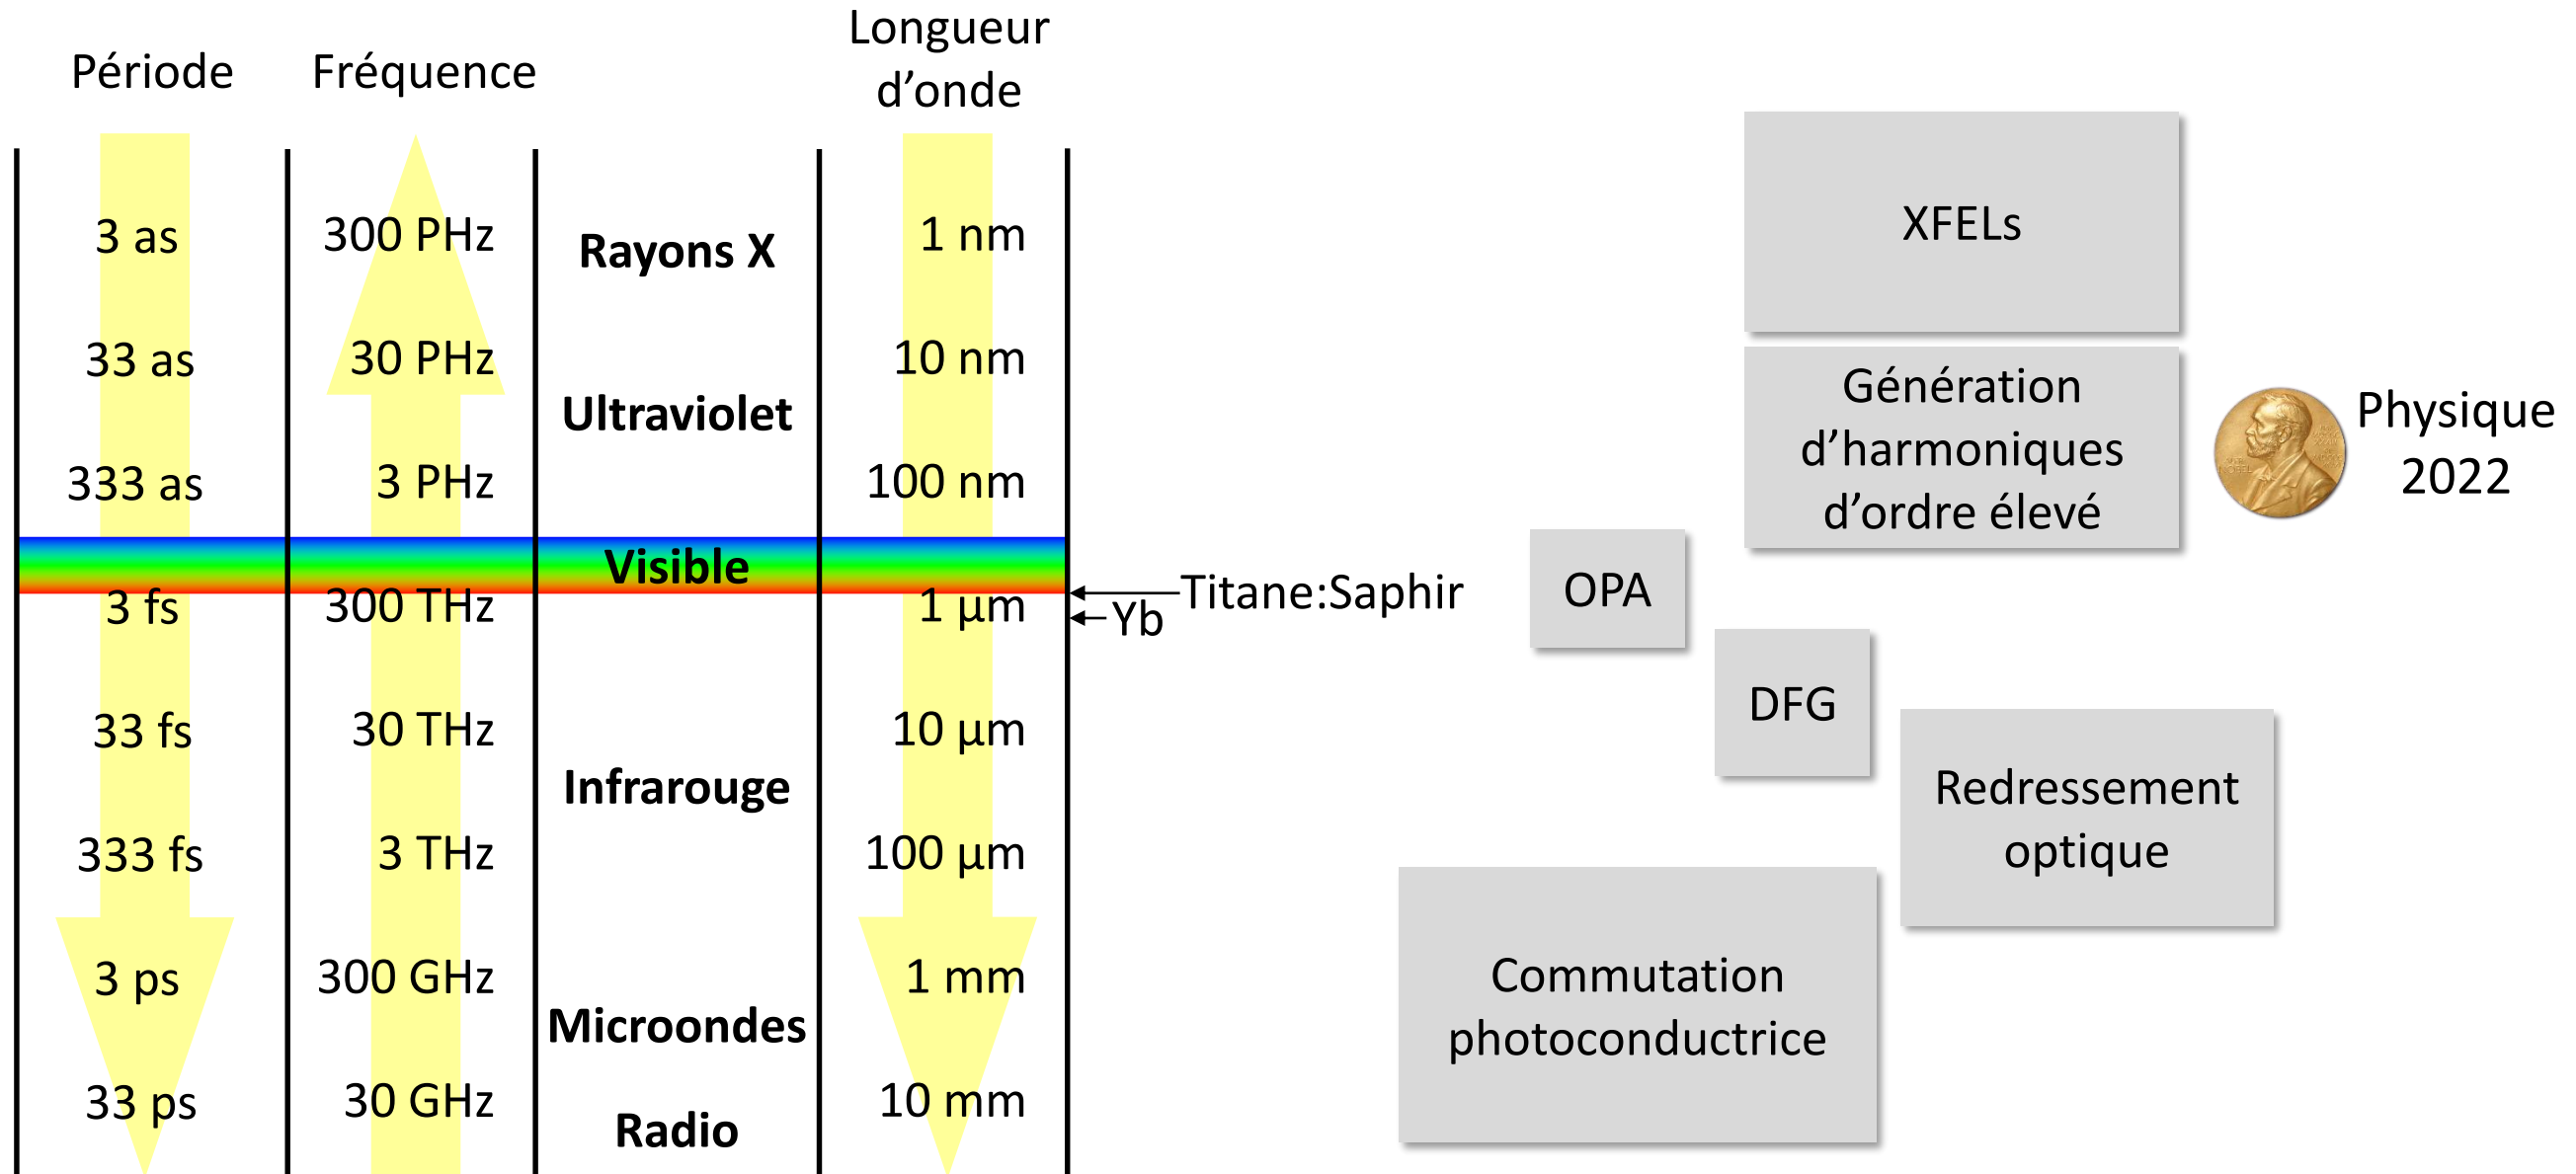 Période
Fréquence
Longueur
d’onde
3 as
300 PHz
Rayons X
1 nm
33 as
30 PHz
10 nm
Ultraviolet
333 as
3 PHz
100 nm
Visible
3 fs
300 THz
1 µm
Titane:Saphir
Yb
33 fs
30 THz
10 µm
Infrarouge
333 fs
3 THz
100 µm
3 ps
300 GHz
1 mm
Microondes
33 ps
30 GHz
10 mm
Radio
XFELs
Génération
d’harmoniques
d’ordre élevé
Physique
2022
OPA
DFG
Redressement
optique
Commutation
photoconductrice